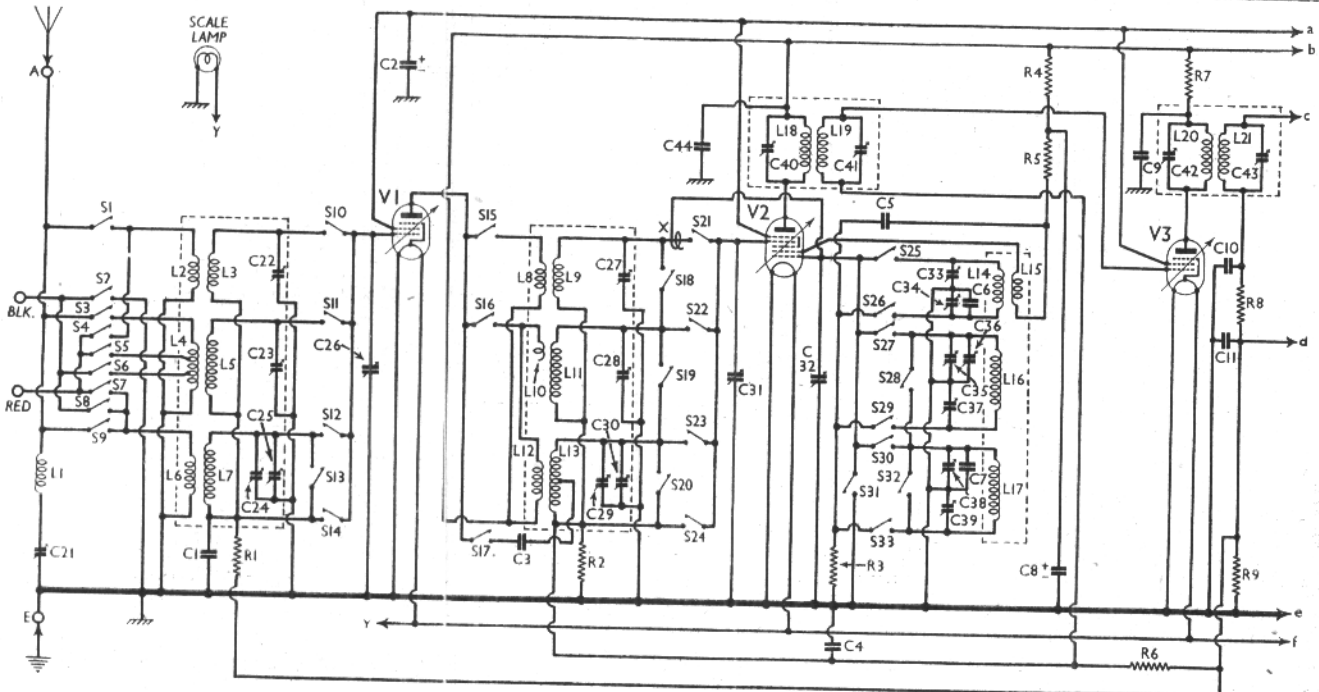 SCALE
LAMP
A
Y
C2 +
-
a
b
R4
R7
C44
L18
L19
C40
C41
R5
C9
L20
L21
C42
C43
c
V1
V2
V3
S1
S10
S15
X
S21
C5
S25
L2
L3
C22
L8
L9
C27
S18
C33
L14
L15
C34
C6
C10
S2
BLK.
S3
S4
S5
S6
S7
RED
S8
S9
L4
L5
S11
C23
C26
S16
L10
L11
C28
S22
S19
C31
C32
S26
S27
S28
C36
C35
L16
C37
R8
C11
d
L1
L6
L7
C25
C24
S12
S13
S14
L12
L13
C30
C29
S23
S20
S24
S29
S30
S31
S32
C7
C38
C39
L17
S33
C21
C1
R1
S17.
C3
R2
R3
C8 +
-
R9
E
e
Y
f
C4
R6